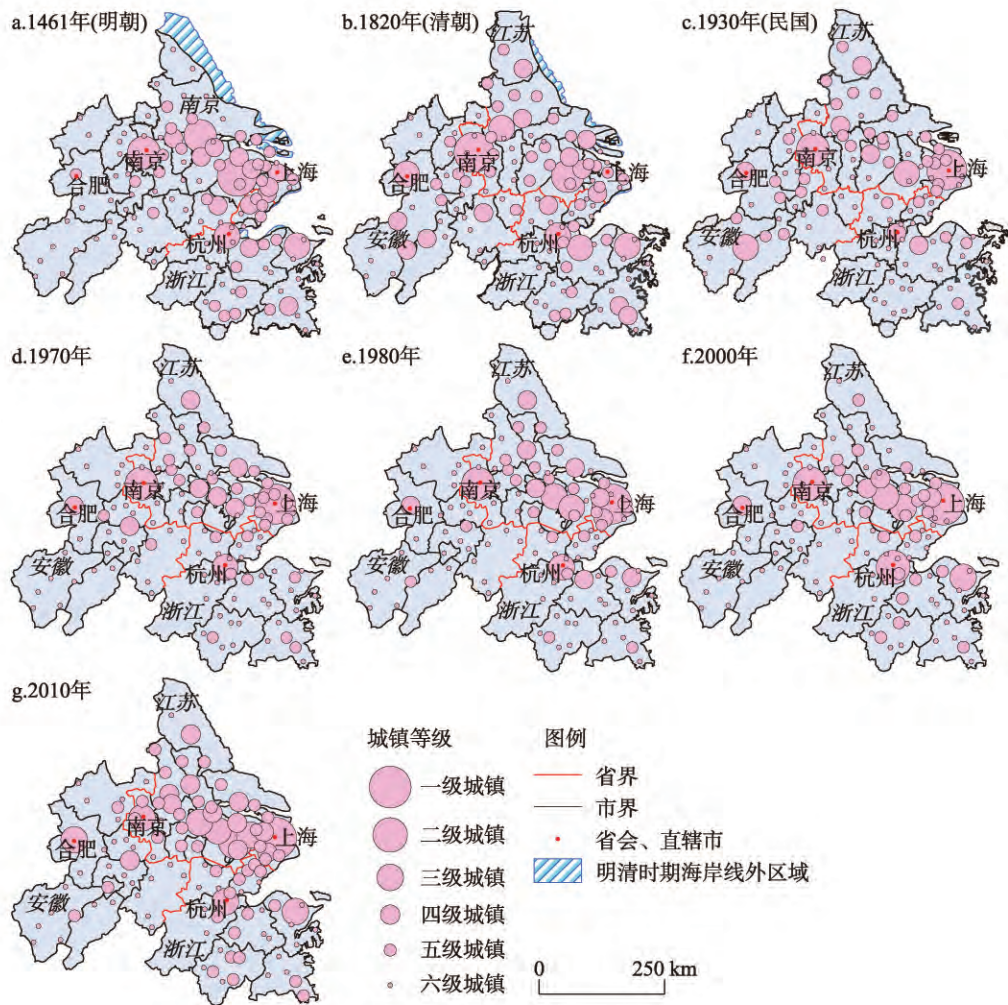 a.1461年(明朝)
南京
南京
合肥
上海
杭州
浙江
b.1820年(清朝)
江苏
南京
合肥
上海
安徽
杭州
浙江
c.1930年(民国)
江苏
南京
合肥
上海
安徽
杭州
浙江
d.1970年
江苏
南京
合肥
上海
安徽
杭州
浙江
e.1980年
江苏
南京
合肥
上海
安徽
杭州
浙江
f.2000年
江苏
南京
合肥
上海
安徽
杭州
浙江
g.2010年
江苏
南京
合肥
上海
安徽
杭州
浙江
城镇等级
一级城镇
二级城镇
三级城镇
四级城镇
五级城镇
六级城镇
图例
省界
市界
省会、直辖市
明清时期海岸线外区域
0 250 km